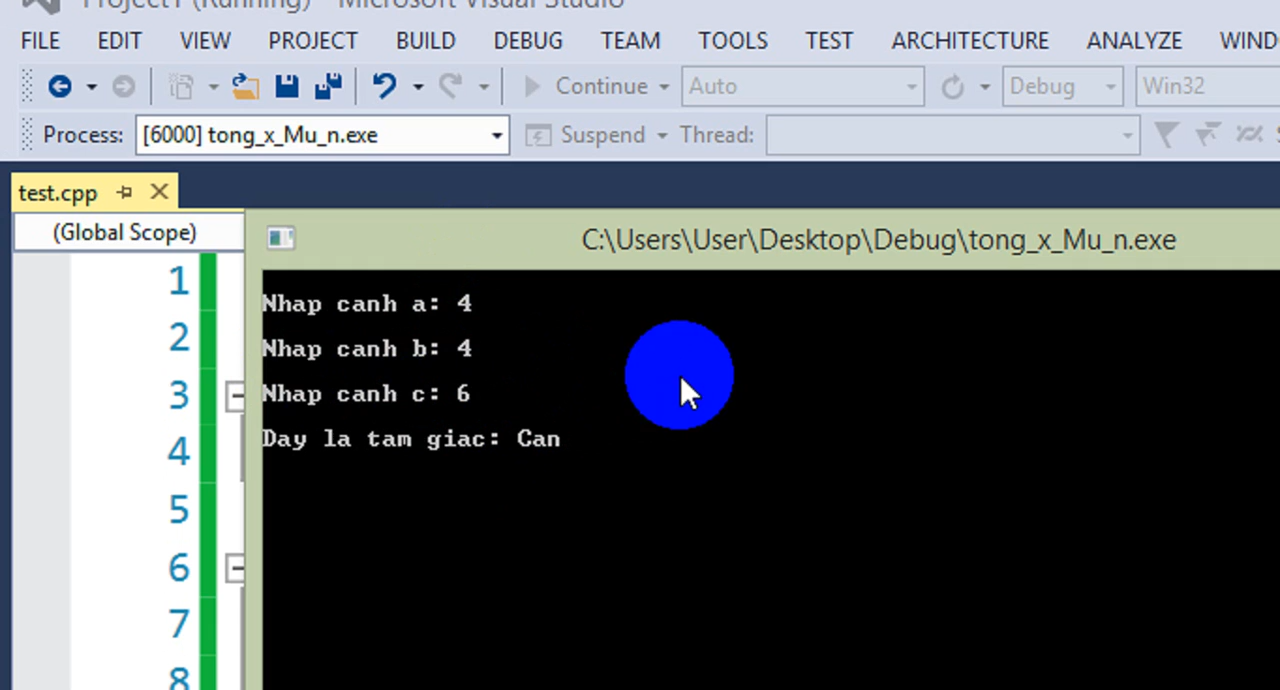 Project1 (Running) - Microsoft Visual Studio
FILE EDIT VIEW PROJECT BUILD DEBUG TEAM TOOLS TEST ARCHITECTURE ANALYZE WIND
Continue Auto Debug Win32
Process: [6000] tong_x_Mu_n.exe Suspend Thread:
test.cpp
(Global Scope)
C:\Users\User\Desktop\Debug\tong_x_Mu_n.exe
1
2
3
4
5
6
7
8
Nhap canh a: 4
Nhap canh b: 4
Nhap canh c: 6
Day la tam giac: Can